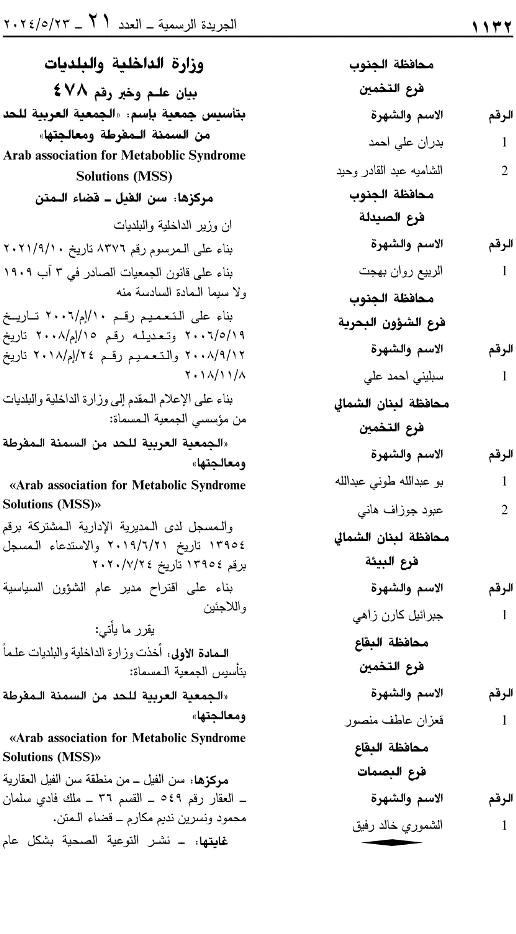 ١١٣٢
الجريدة الرسمية ـ العدد ٢١ ـ ٢٠٢٤/٥/٢٣
محافظة الجنوب
فرع التخمين
الرقم الاسم والشهرة
1 بدران علي احمد
2 الشاميه عبد القادر وحيد
محافظة الجنوب
فرع الصيدلة
الرقم الاسم والشهرة
1 الربيع روان بهجت
محافظة الجنوب
فرع الشؤون البحرية
الرقم الاسم والشهرة
1 سبليني احمد علي
محافظة لبنان الشمالي
فرع التخمين
الرقم الاسم والشهرة
1 بو عبدالله طوني عبدالله
2 عبود جوزاف هاني
محافظة لبنان الشمالي
فرع البيئة
الرقم الاسم والشهرة
1 جبرائيل كارن زاهي
محافظة البقاع
فرع التخمين
الرقم الاسم والشهرة
1 قعزان عاطف منصور
محافظة البقاع
فرع البصمات
الرقم الاسم والشهرة
1 الشموري خالد رفيق
وزارة الداخلية والبلديات
بيان علم وخبر رقم ٤٧٨
بتأسيس جمعية بإسم: «الجمعية العربية للحد
من السمنة المفرطة ومعالجتها»
Arab association for Metaboblic Syndrome
Solutions (MSS)
مركزها: سن الفيل ـ قضاء المتن
ان وزير الداخلية والبلديات
بناء على المرسوم رقم ٨٣٧٦ تاريخ ٢٠٢١/٩/١٠
بناء على قانون الجمعيات الصادر في ٣ آب ١٩٠٩
ولا سيما المادة السادسة منه
بناء على التعميم رقم ١٠/إم/٢٠٠٦ تاريخ
٢٠٠٦/٥/١٩ وتعديله رقم ١٥/إم/٢٠٠٨ تاريخ
٢٠٠٨/٩/١٢ والتعميم رقم ٢٤/إم/٢٠١٨ تاريخ
٢٠١٨/١١/٨
بناء على الإعلام المقدم إلى وزارة الداخلية والبلديات
من مؤسسي الجمعية المسماة:
«الجمعية العربية للحد من السمنة المفرطة
ومعالجتها»
«Arab association for Metabolic Syndrome
Solutions (MSS)»
والمسجل لدى المديرية الإدارية المشتركة برقم
١٣٩٥٤ تاريخ ٢٠١٩/٦/٢١ والاستدعاء المسجل
برقم ١٣٩٥٤ تاريخ ٢٠٢٠/٧/٢٤
بناء على اقتراح مدير عام الشؤون السياسية
واللاجئين
يقرر ما يأتي:
المادة الأولى: أخذت وزارة الداخلية والبلديات علماً
بتأسيس الجمعية المسماة:
«الجمعية العربية للحد من السمنة المفرطة
ومعالجتها»
«Arab association for Metabolic Syndrome
Solutions (MSS)»
مركزها: سن الفيل ـ من منطقة سن الفيل العقارية
ـ العقار رقم ٥٤٩ ـ القسم ٣٦ ـ ملك فادي سلمان
محمود ونسرين نديم مكارم ـ قضاء المتن.
غايتها: ـ نشر التوعية الصحية بشكل عام